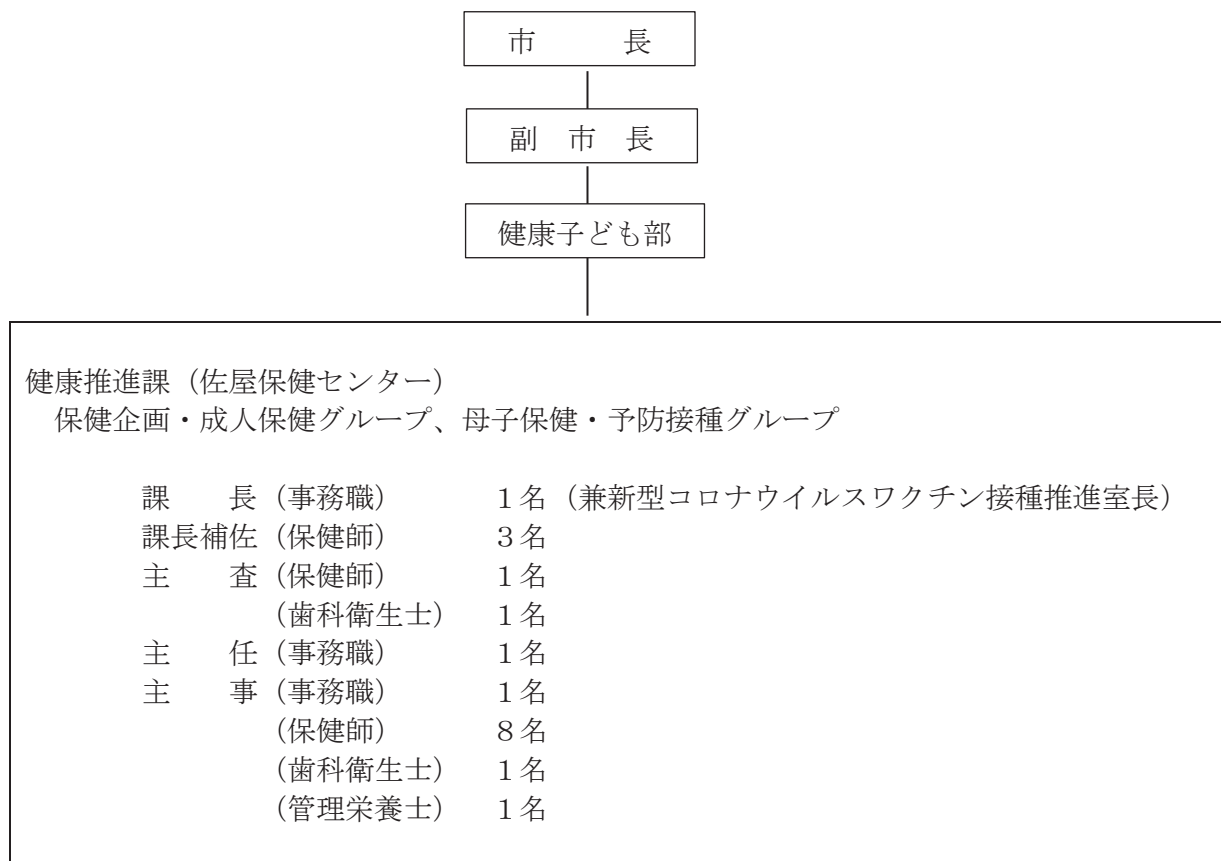 市　　長
副　市　長
健康子ども部
健康推進課（佐屋保健センター）
保健企画・成人保健グループ、母子保健・予防接種グループ
課　　長（事務職）　　　１名（兼新型コロナウイルスワクチン接種推進室長）
課長補佐（保健師）　　　３名
主　　査（保健師）　　　１名
（歯科衛生士）　１名
主　　任（事務職）　　　１名
主　　事（事務職）　　　１名
（保健師）　　　８名
（歯科衛生士）　１名
（管理栄養士）　１名